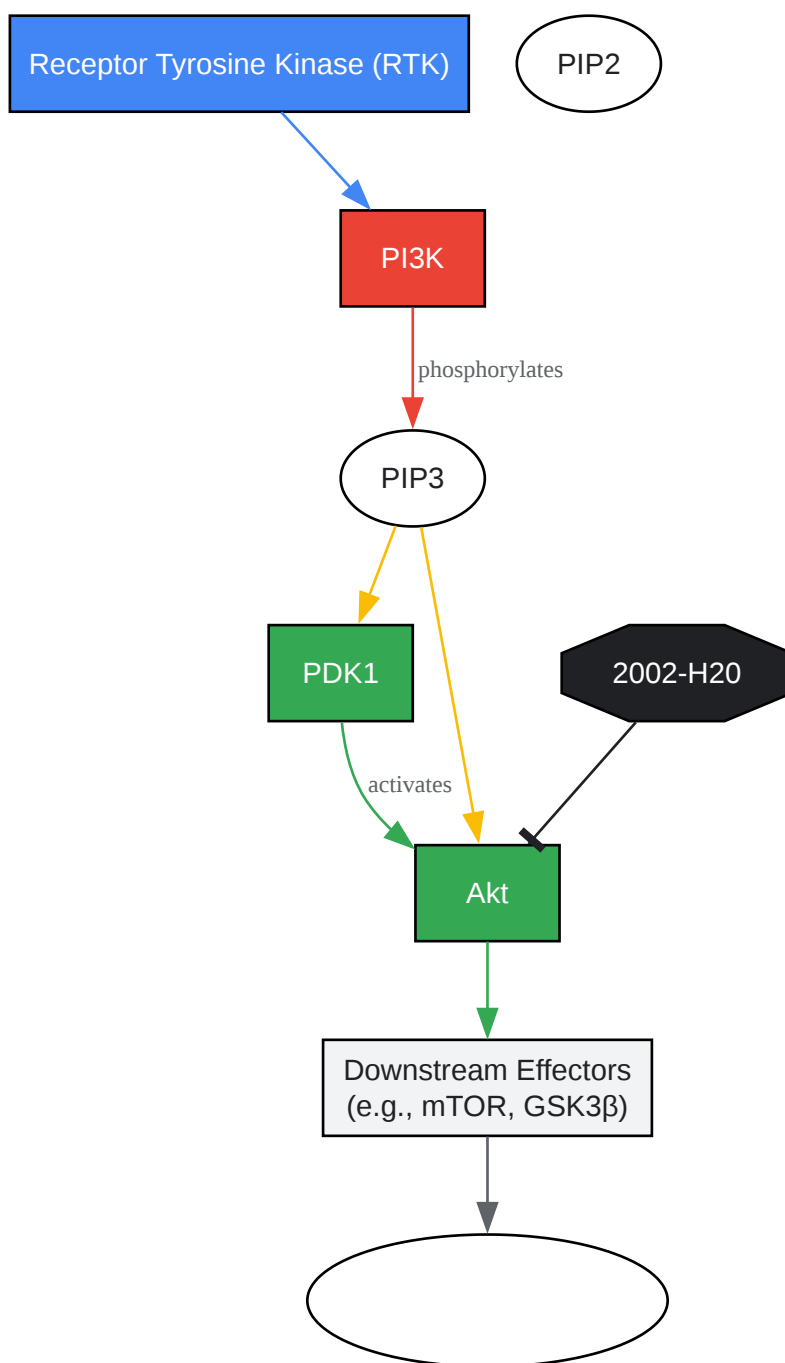 Receptor Tyrosine Kinase (RTK)
PIP2
PI3K
phosphorylates
PIP3
PDK1
2002-H20
activates
Akt
Downstream Effectors
(e.g., mTOR, GSK3β)